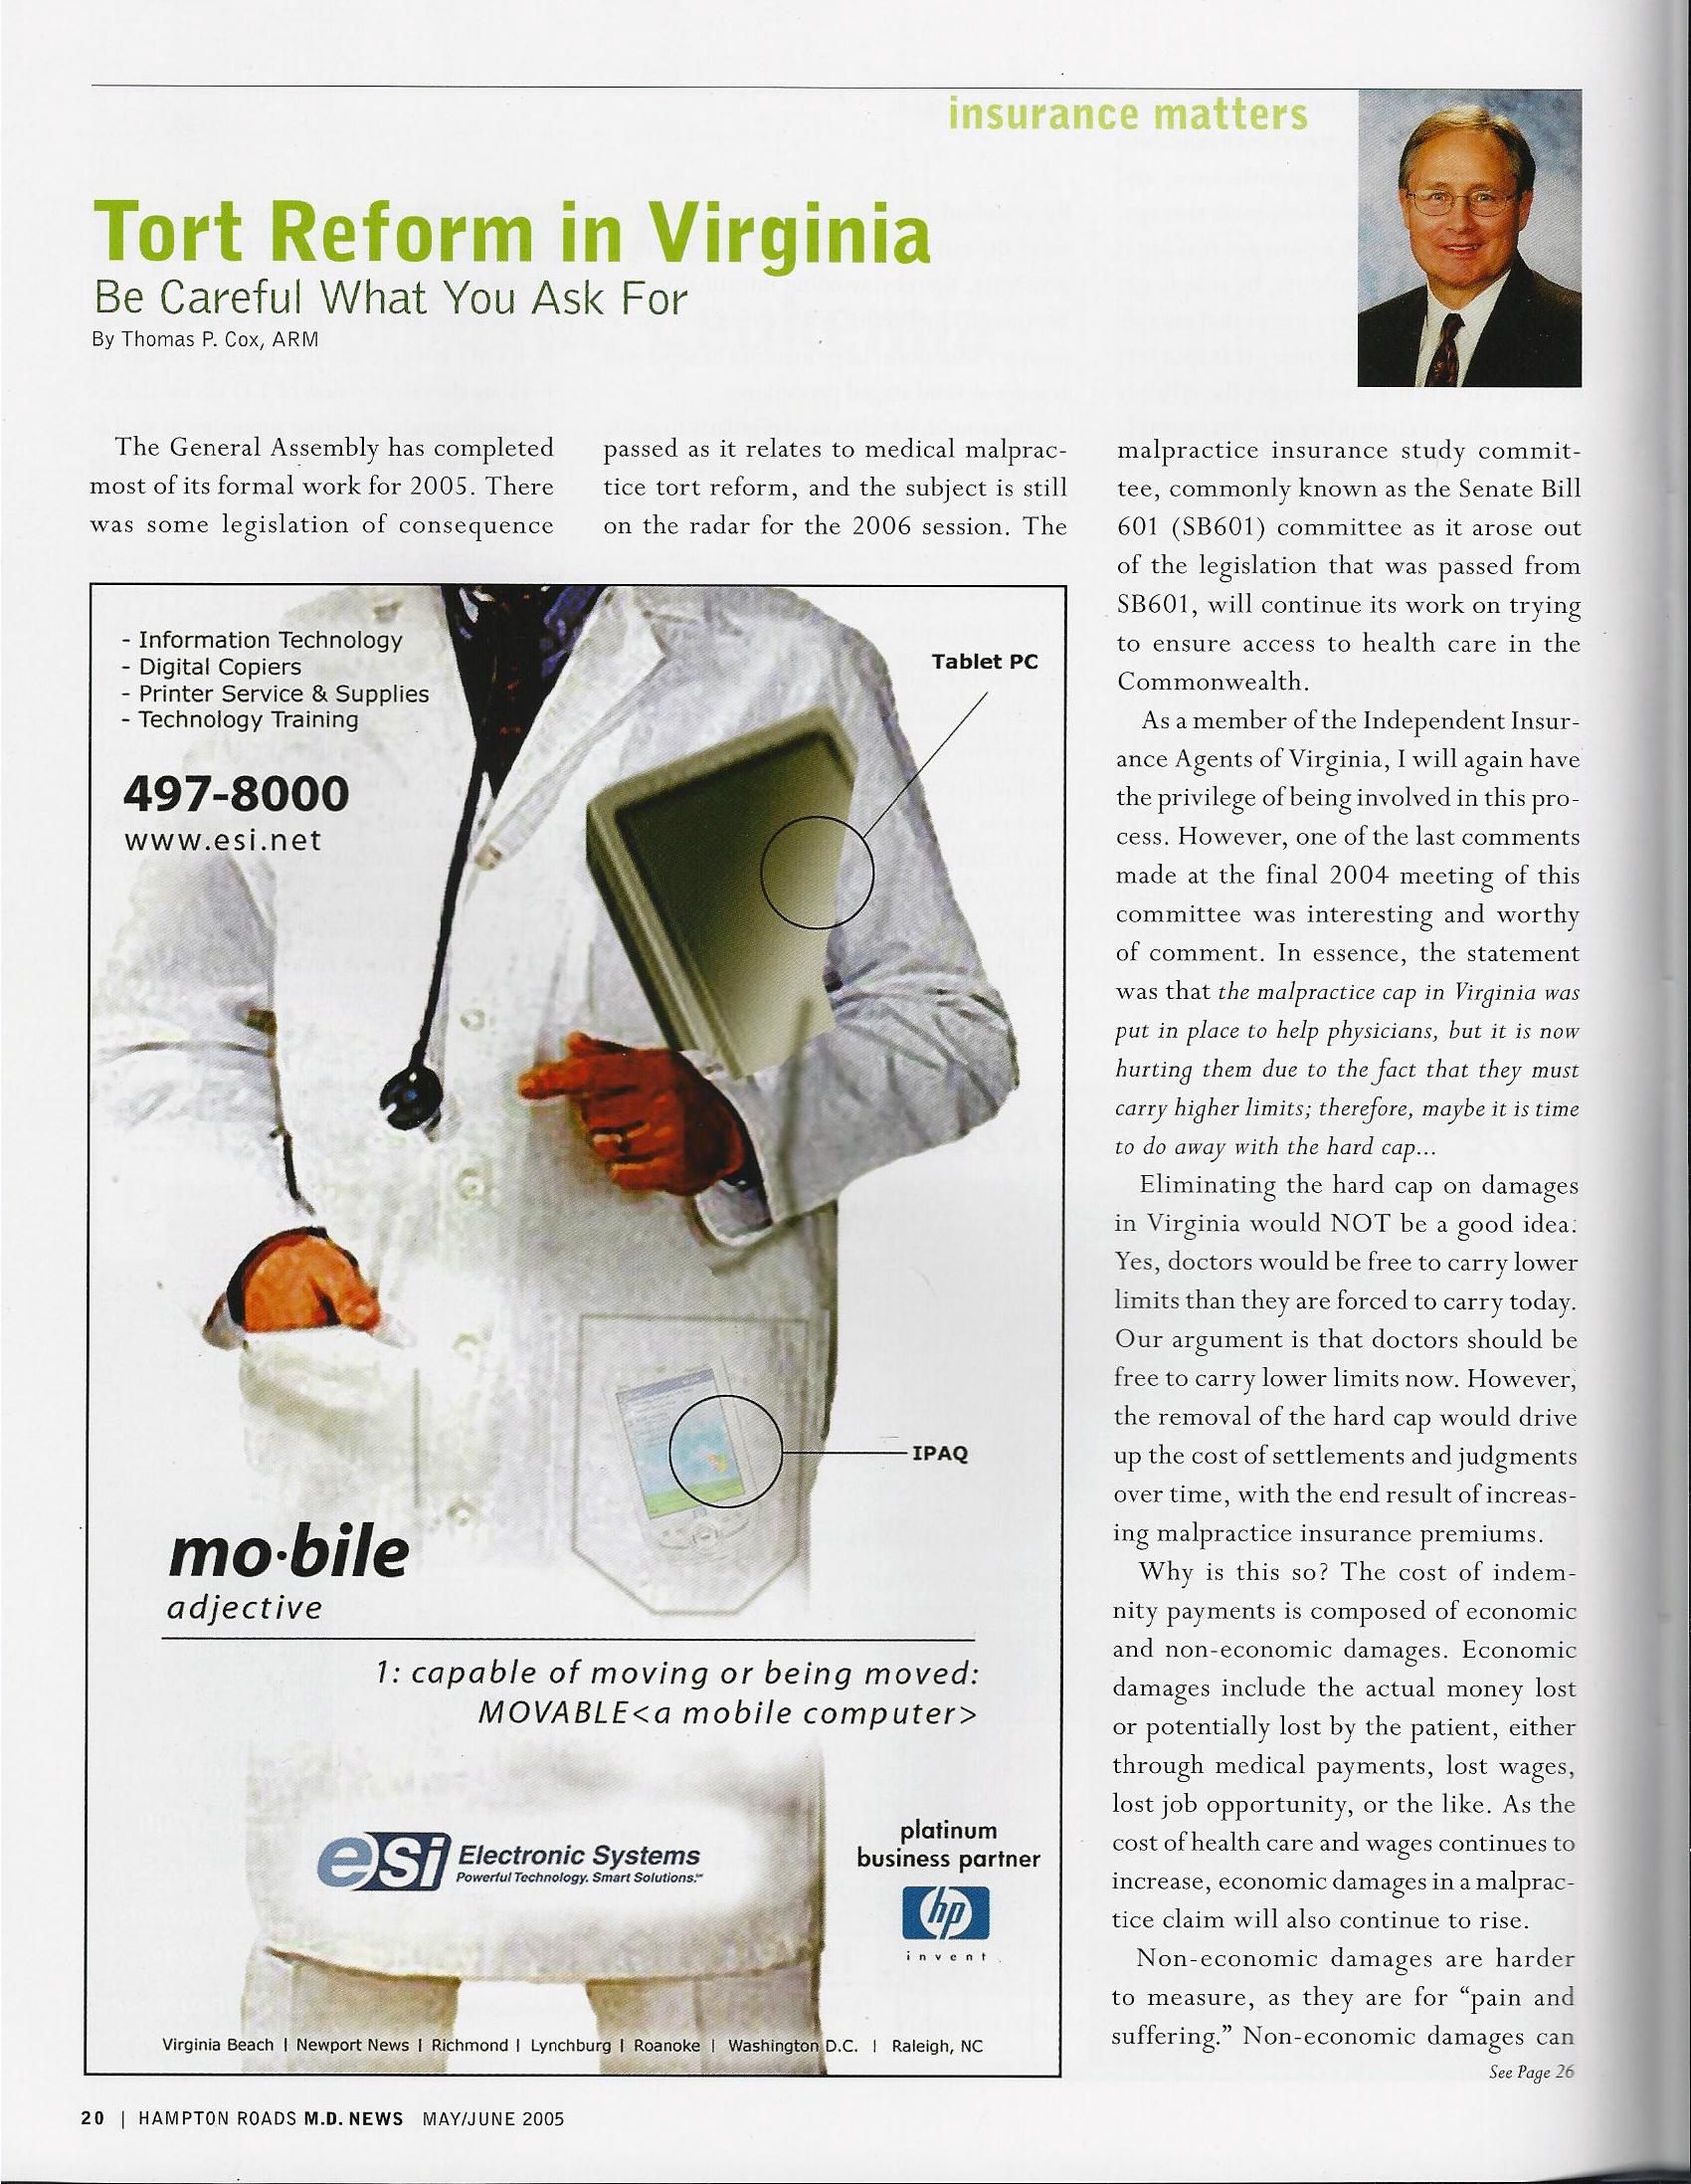 insurance matters
Tort Reform in Virginia
Be Careful What You Ask For
By Thomas P. Cox, ARM
The General Assembly has completed
most of its formal work for 2005. There
was some legislation of consequence
passed as it relates to medical malprac-
tice tort reform, and the subject is still
on the radar for the 2006 session. The
malpractice insurance study commit-
tee, commonly known as the Senate Bill
601 (SB601) committee as it arose out
of the legislation that was passed from
SB601, will continue its work on trying
to ensure access to health care in the
Commonwealth.
As a member of the Independent Insur-
ance Agents of Virginia, I will again have
the privilege of being involved in this pro-
cess. However, one of the last comments
made at the final 2004 meeting of this
committee was interesting and worthy
of comment. In essence, the statement
was that the malpractice cap in Virginia was
put in place to help physicians, but it is now
hurting them due to the fact that they must
carry higher limits; therefore, maybe it is time
to do away with the hard cap...
Eliminating the hard cap on damages
in Virginia would NOT be a good idea.
Yes, doctors would be free to carry lower
limits than they are forced to carry today.
Our argument is that doctors should be
free to carry lower limits now. However,
the removal of the hard cap would drive
up the cost of settlements and judgments
over time, with the end result of increas-
ing malpractice insurance premiums.
Why is this so? The cost of indem-
nity payments is composed of economic
and non-economic damages. Economic
damages include the actual money lost
or potentially lost by the patient, either
through medical payments, lost wages,
lost job opportunity, or the like. As the
cost of health care and wages continues to
increase, economic damages in a malprac-
tice claim will also continue to rise.
Non-economic damages are harder
to measure, as they are for “pain and
suffering.” Non-economic damages can
See Page 26
- Information Technology
- Digital Copiers
- Printer Service & Supplies
- Technology Training
497-8000
www.esi.net
Tablet PC
IPAQ
mo·bile
adjective
1: capable of moving or being moved:
MOVABLE<a mobile computer>
esi Electronic Systems
Powerful Technology. Smart Solutions.℠
platinum
business partner
hp
invent
Virginia Beach | Newport News | Richmond | Lynchburg | Roanoke | Washington D.C. | Raleigh, NC
20 | HAMPTON ROADS M.D. NEWS MAY/JUNE 2005